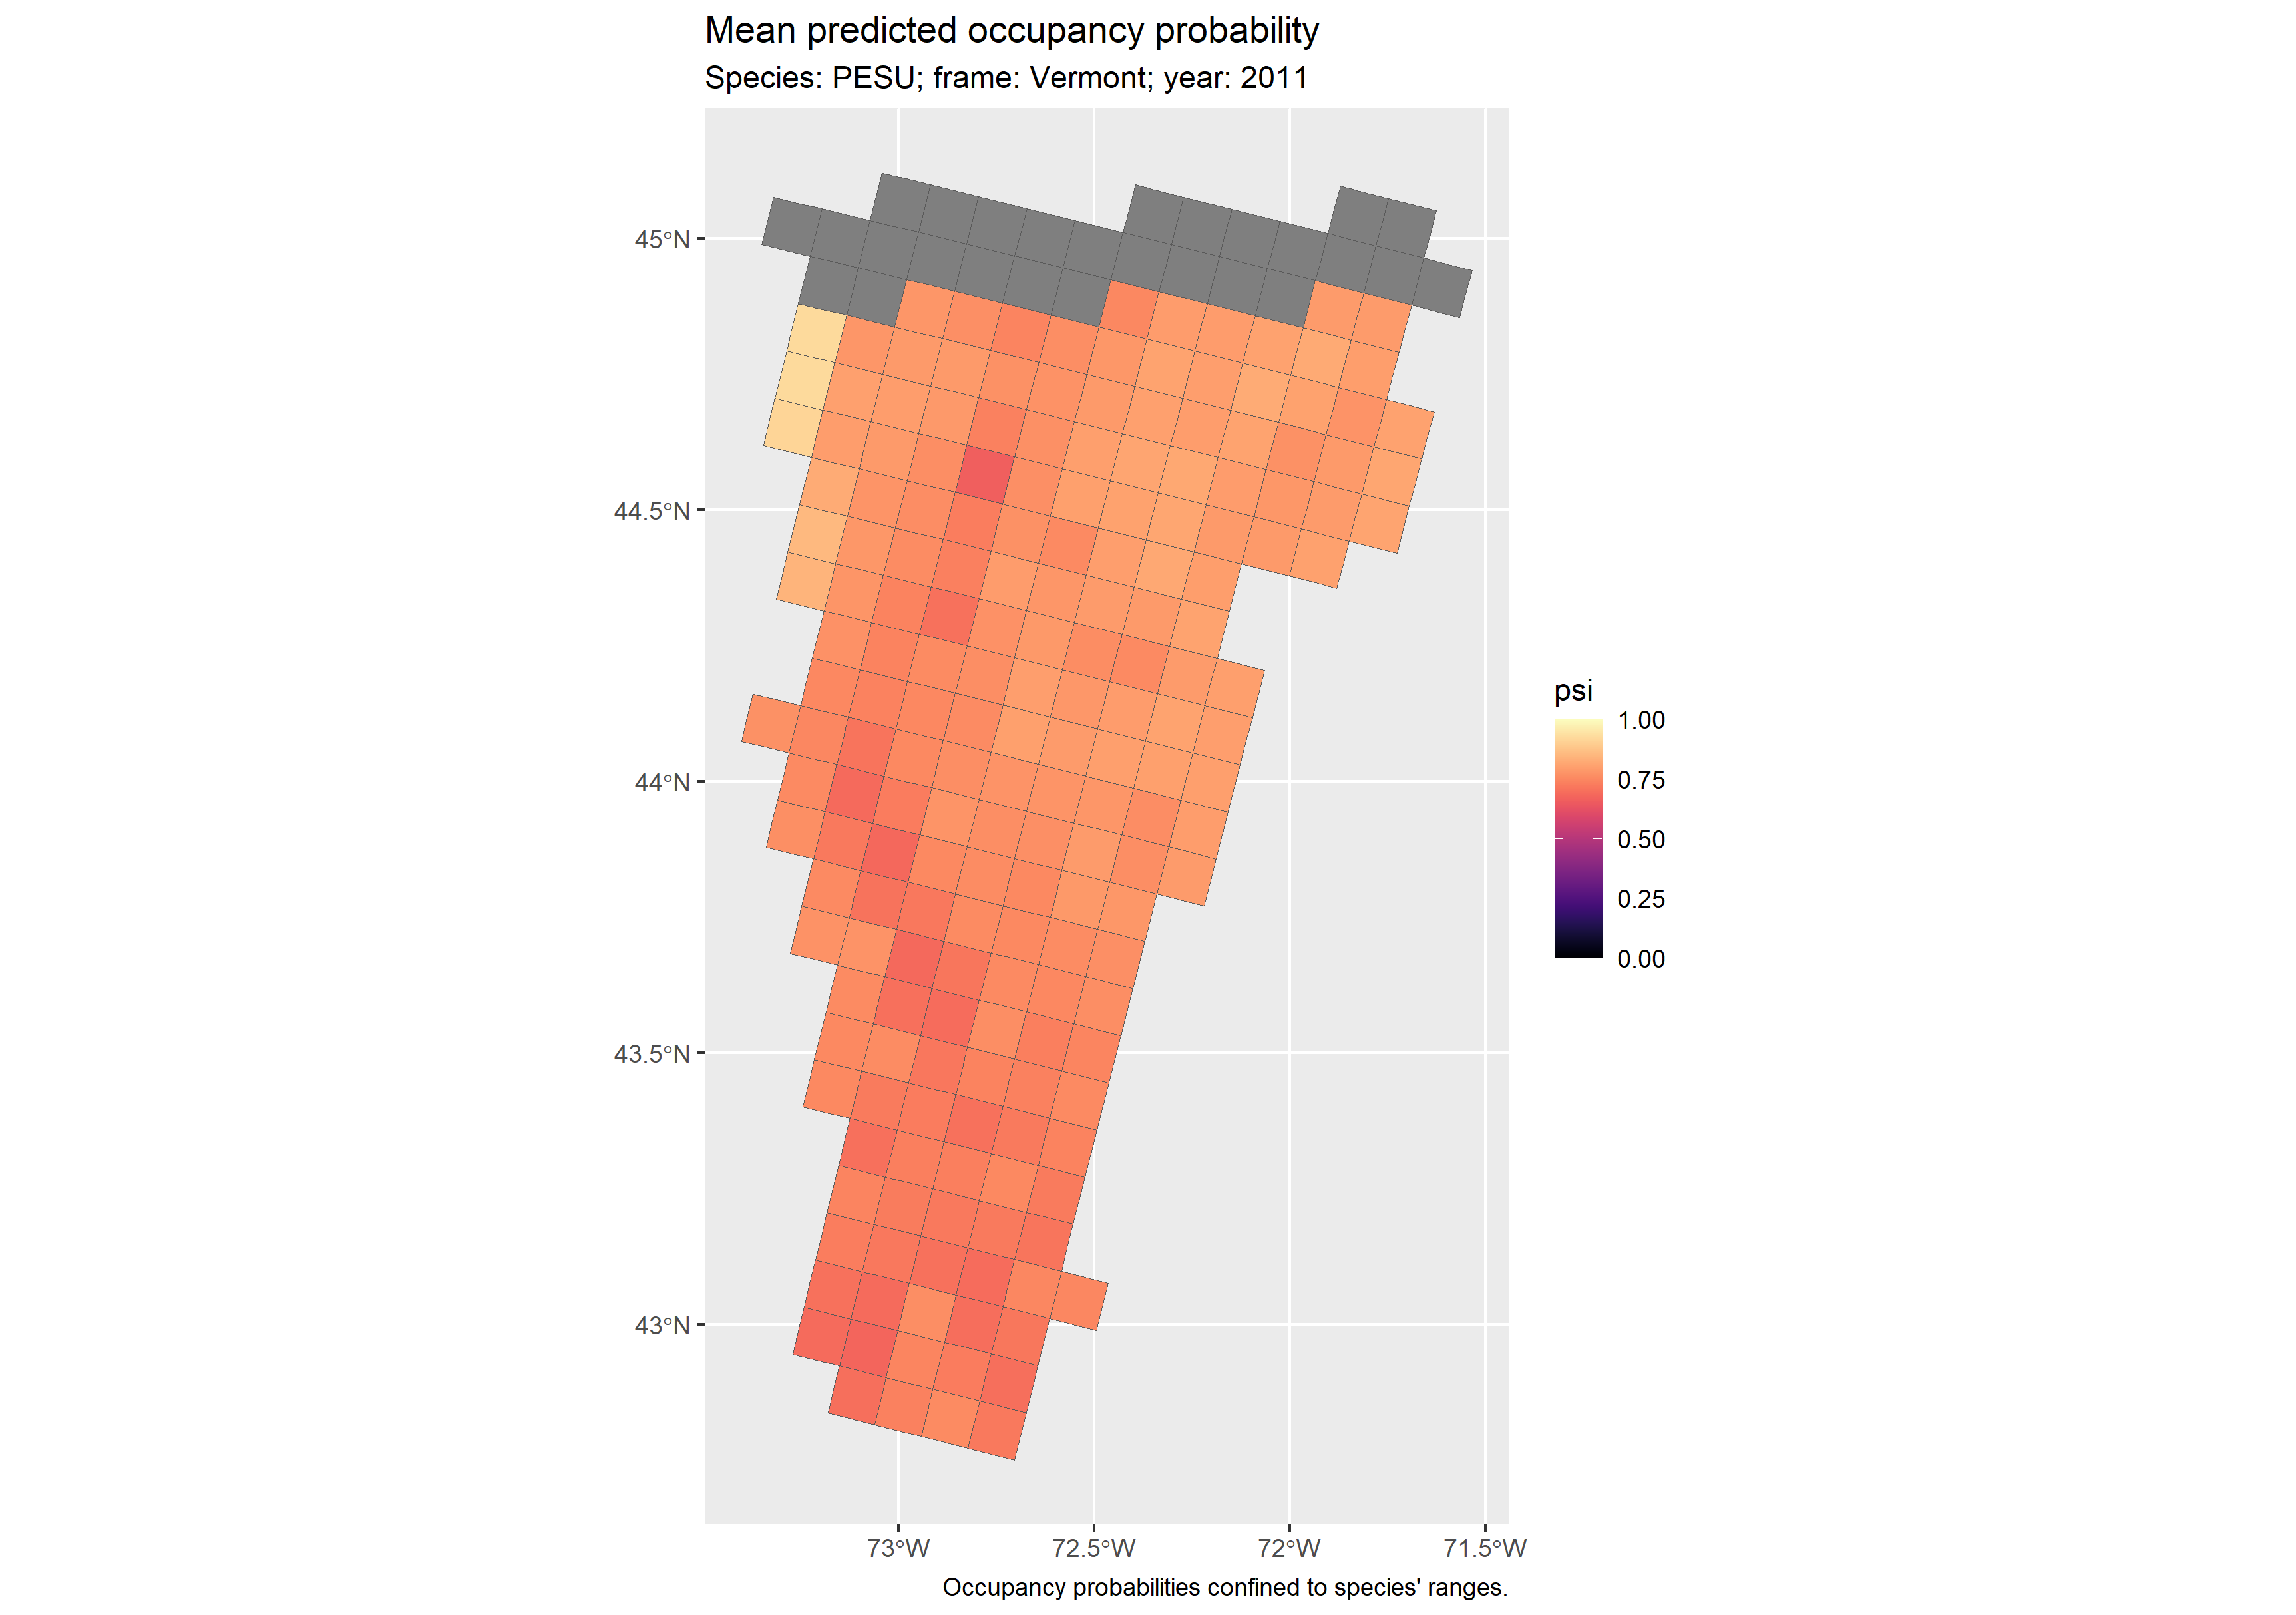 Mean predicted occupancy probability
Species: PESU; frame: Vermont; year: 2011
45°N
44.5°N
44°N
43.5°N
43°N
73°W
72.5°W
72°W
71.5°W
psi
1.00
0.75
0.50
0.25
0.00
Occupancy probabilities confined to species' ranges.